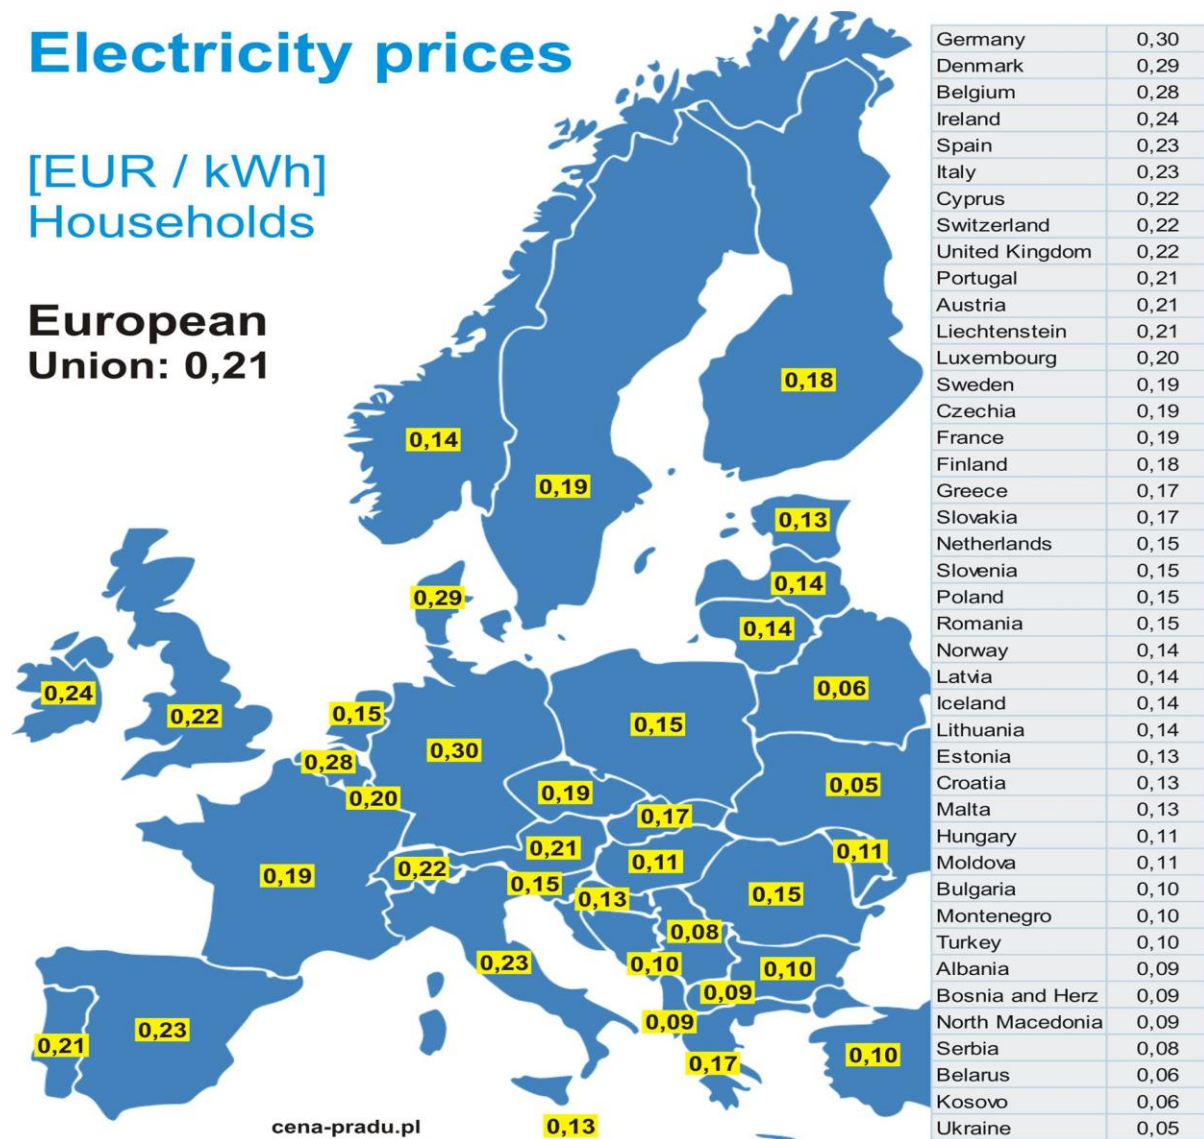 Electricity prices
[EUR / kWh]
Households
European
Union: 0,21
0,18
0,14
0,19
0,13
0,14
0,29
0,14
0,06
0,24
0,22
0,15
0,15
0,30
0,28
0,05
0,20
0,19
0,17
0,21
0,11
0,11
0,22
0,19
0,15
0,15
0,13
0,08
0,23
0,10
0,10
0,09
0,09
0,23
0,21
0,10
0,17
0,13
cena-pradu.pl
Germany 0,30
Denmark 0,29
Belgium 0,28
Ireland 0,24
Spain 0,23
Italy 0,23
Cyprus 0,22
Switzerland 0,22
United Kingdom 0,22
Portugal 0,21
Austria 0,21
Liechtenstein 0,21
Luxembourg 0,20
Sweden 0,19
Czechia 0,19
France 0,19
Finland 0,18
Greece 0,17
Slovakia 0,17
Netherlands 0,15
Slovenia 0,15
Poland 0,15
Romania 0,15
Norway 0,14
Latvia 0,14
Iceland 0,14
Lithuania 0,14
Estonia 0,13
Croatia 0,13
Malta 0,13
Hungary 0,11
Moldova 0,11
Bulgaria 0,10
Montenegro 0,10
Turkey 0,10
Albania 0,09
Bosnia and Herz 0,09
North Macedonia 0,09
Serbia 0,08
Belarus 0,06
Kosovo 0,06
Ukraine 0,05